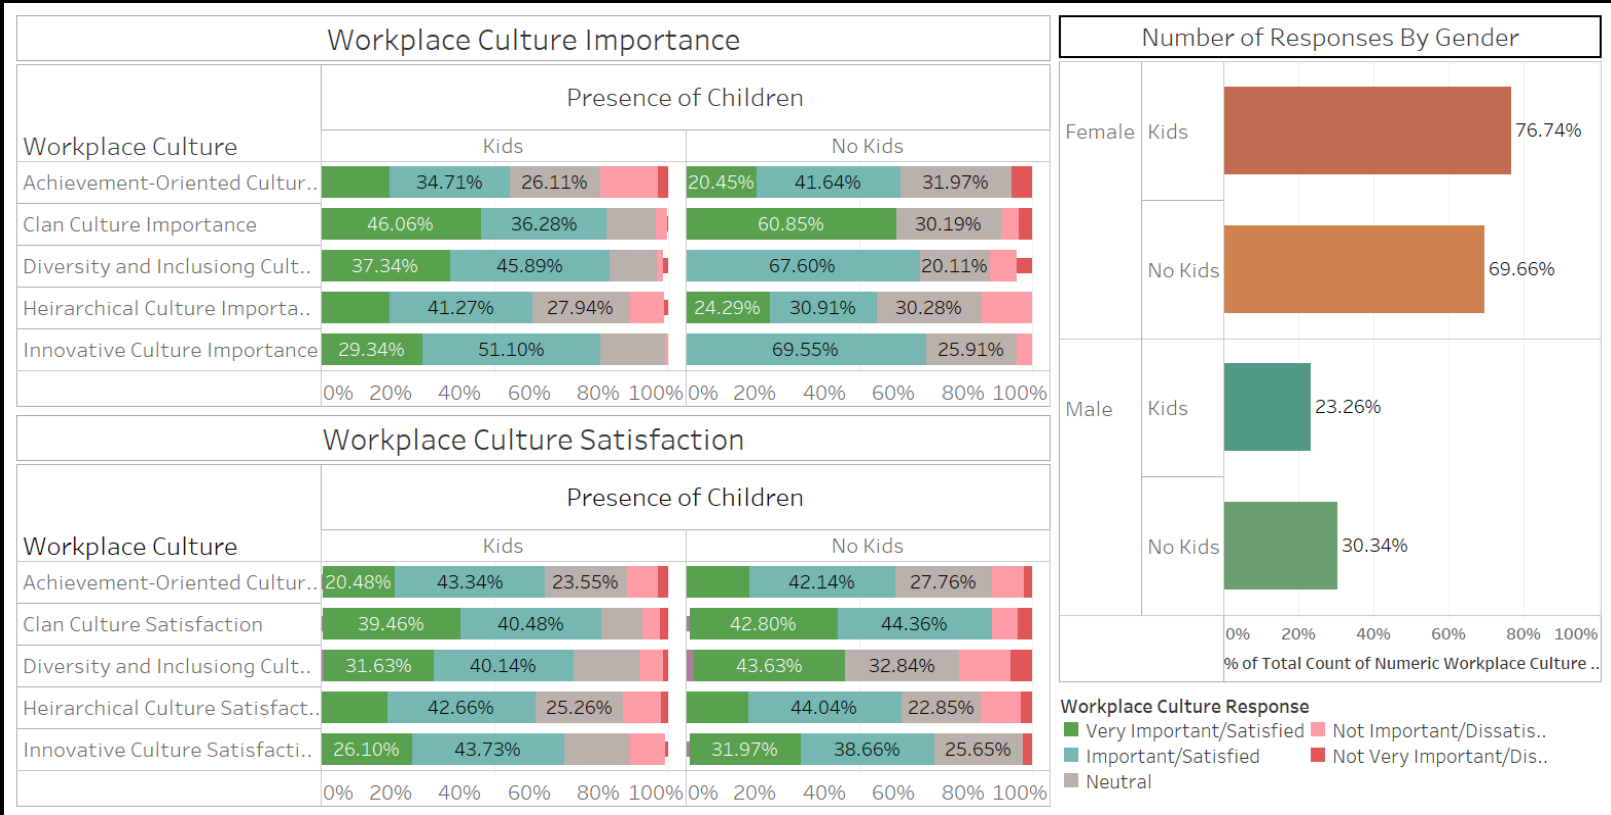 Workplace Culture Importance
Presence of Children
Workplace Culture
Kids No Kids
Achievement-Oriented Cultur.. 34.71% 26.11% 20.45% 41.64% 31.97%
Clan Culture Importance 46.06% 36.28% 60.85% 30.19%
Diversity and Inclusiong Cult.. 37.34% 45.89% 67.60% 20.11%
Heirarchical Culture Importa.. 41.27% 27.94% 24.29% 30.91% 30.28%
Innovative Culture Importance 29.34% 51.10% 69.55% 25.91%
0% 20% 40% 60% 80% 100% 0% 20% 40% 60% 80% 100%
Workplace Culture Satisfaction
Presence of Children
Workplace Culture
Kids No Kids
Achievement-Oriented Cultur.. 20.48% 43.34% 23.55% 42.14% 27.76%
Clan Culture Satisfaction 39.46% 40.48% 42.80% 44.36%
Diversity and Inclusiong Cult.. 31.63% 40.14% 43.63% 32.84%
Heirarchical Culture Satisfact.. 42.66% 25.26% 44.04% 22.85%
Innovative Culture Satisfacti.. 26.10% 43.73% 31.97% 38.66% 25.65%
0% 20% 40% 60% 80% 100% 0% 20% 40% 60% 80% 100%
Number of Responses By Gender
Female Kids 76.74%
No Kids 69.66%
Male Kids 23.26%
No Kids 30.34%
0% 20% 40% 60% 80% 100%
% of Total Count of Numeric Workplace Culture ..
Workplace Culture Response
Very Important/Satisfied Not Important/Dissatis..
Important/Satisfied Not Very Important/Dis..
Neutral